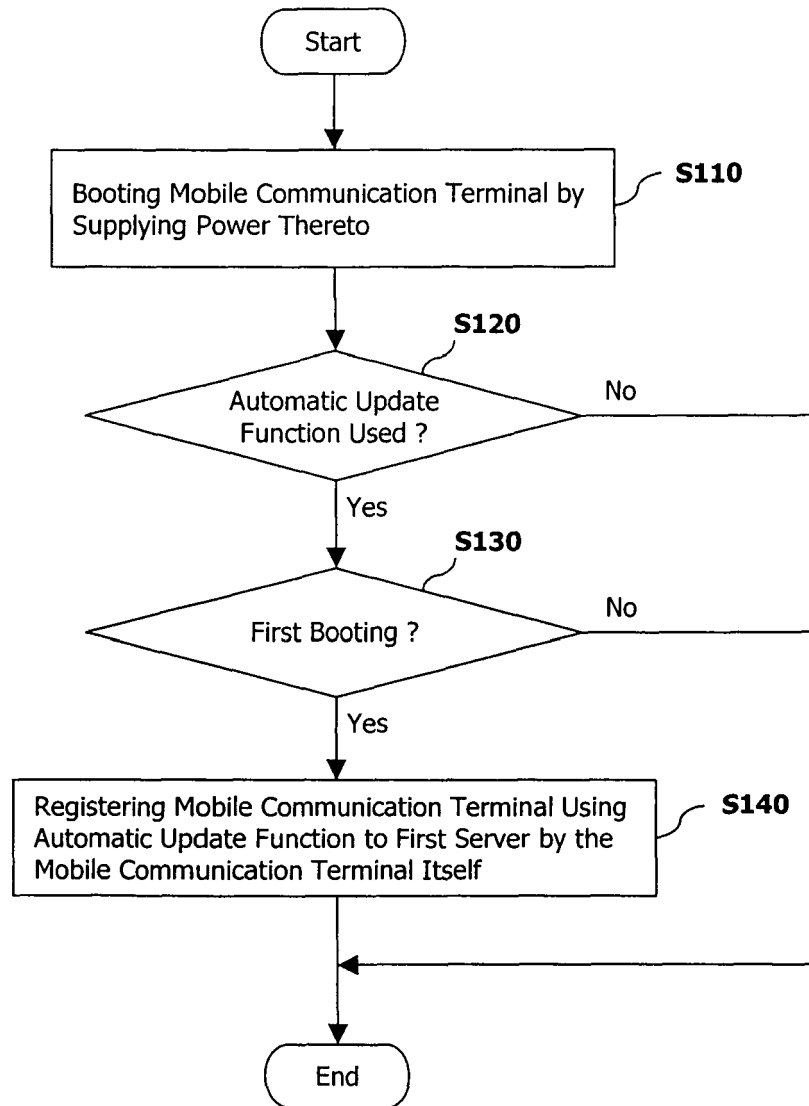 Start
Booting Mobile Communication Terminal by
Supplying Power Thereto
S110
S120
Automatic Update
Function Used ?
No
Yes
S130
First Booting ?
No
Yes
Registering Mobile Communication Terminal Using
Automatic Update Function to First Server by the
Mobile Communication Terminal Itself
S140
End